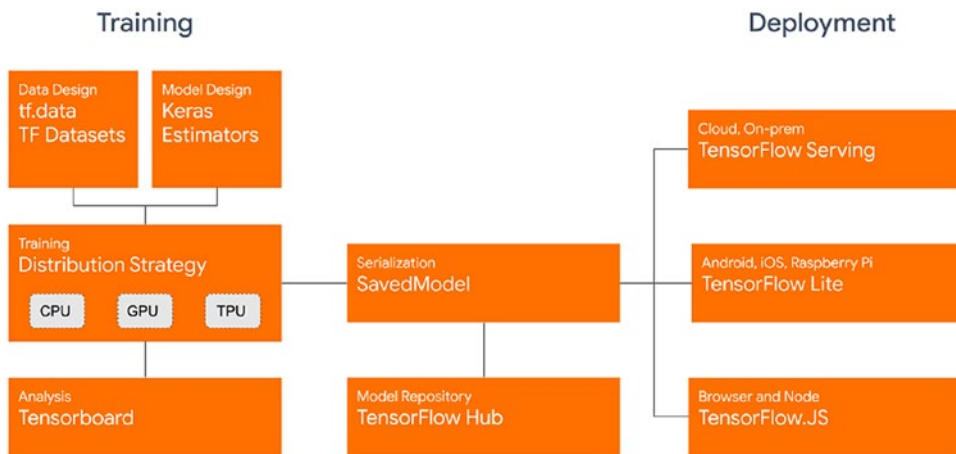 Training
Deployment
Data Design
tf.data
TF Datasets
Model Design
Keras
Estimators
Training
Distribution Strategy
CPU
GPU
TPU
Analysis
Tensorboard
Serialization
SavedModel
Model Repository
TensorFlow Hub
Cloud, On-prem
TensorFlow Serving
Android, iOS, Raspberry Pi
TensorFlow Lite
Browser and Node
TensorFlow.JS